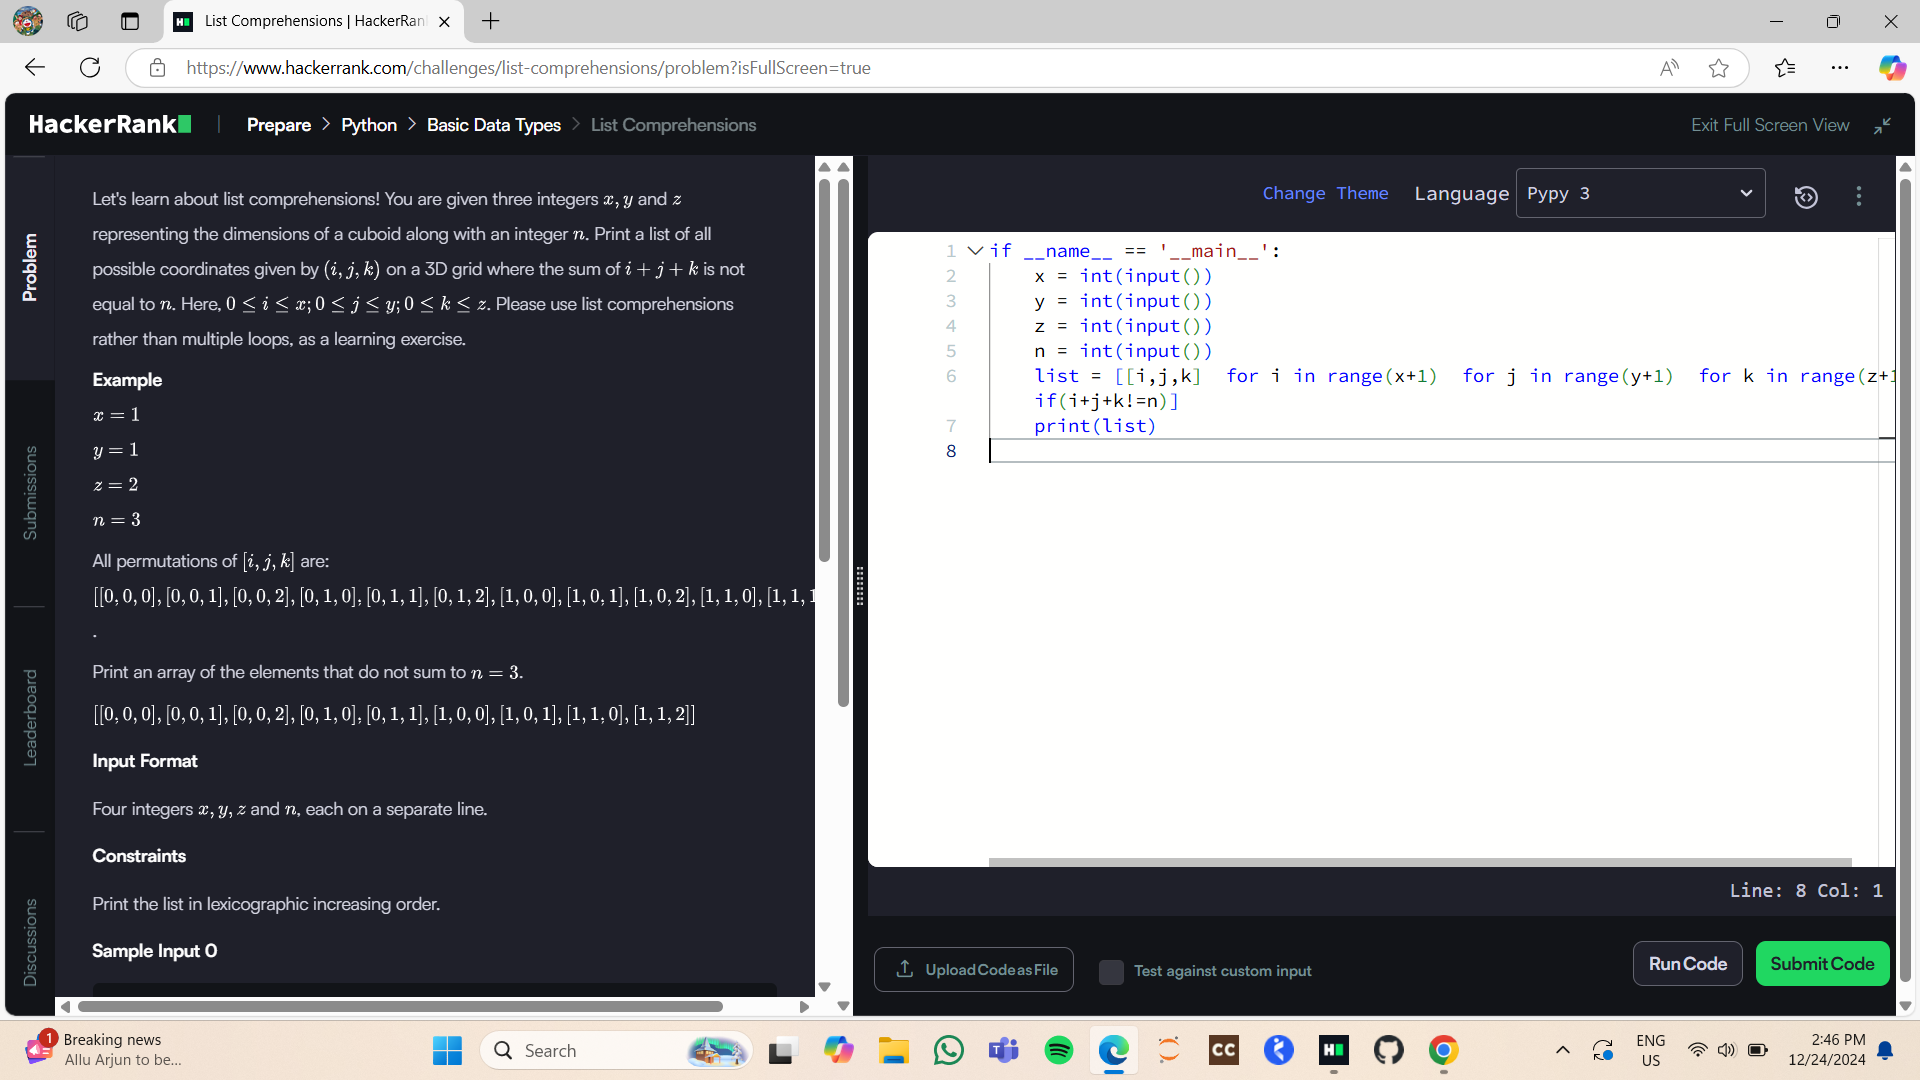 List Comprehensions | HackerRan
https://www.hackerrank.com/challenges/list-comprehensions/problem?isFullScreen=true
HackerRank | Prepare > Python > Basic Data Types > List Comprehensions
Exit Full Screen View
Problem
Submissions
Leaderboard
Discussions
Let's learn about list comprehensions! You are given three integers x, y and z
representing the dimensions of a cuboid along with an integer n. Print a list of all
possible coordinates given by (i, j, k) on a 3D grid where the sum of i + j + k is not
equal to n. Here, 0 ≤ i ≤ x; 0 ≤ j ≤ y; 0 ≤ k ≤ z. Please use list comprehensions
rather than multiple loops, as a learning exercise.
Example
x = 1
y = 1
z = 2
n = 3
All permutations of [i, j, k] are:
[[0, 0, 0], [0, 0, 1], [0, 0, 2], [0, 1, 0], [0, 1, 1], [0, 1, 2], [1, 0, 0], [1, 0, 1], [1, 0, 2], [1, 1, 0], [1, 1, 1
.
Print an array of the elements that do not sum to n = 3.
[[0, 0, 0], [0, 0, 1], [0, 0, 2], [0, 1, 0], [0, 1, 1], [1, 0, 0], [1, 0, 1], [1, 1, 0], [1, 1, 2]]
Input Format
Four integers x, y, z and n, each on a separate line.
Constraints
Print the list in lexicographic increasing order.
Sample Input 0
Change Theme Language Pypy 3
1 if __name__ == '__main__':
2 x = int(input())
3 y = int(input())
4 z = int(input())
5 n = int(input())
6 list = [[i,j,k] for i in range(x+1) for j in range(y+1) for k in range(z+1
if(i+j+k!=n)]
7 print(list)
8
Line: 8 Col: 1
Upload Code as File
Test against custom input
Run Code
Submit Code
1
Breaking news
Allu Arjun to be...
Search
CC
ENG
US
2:46 PM
12/24/2024